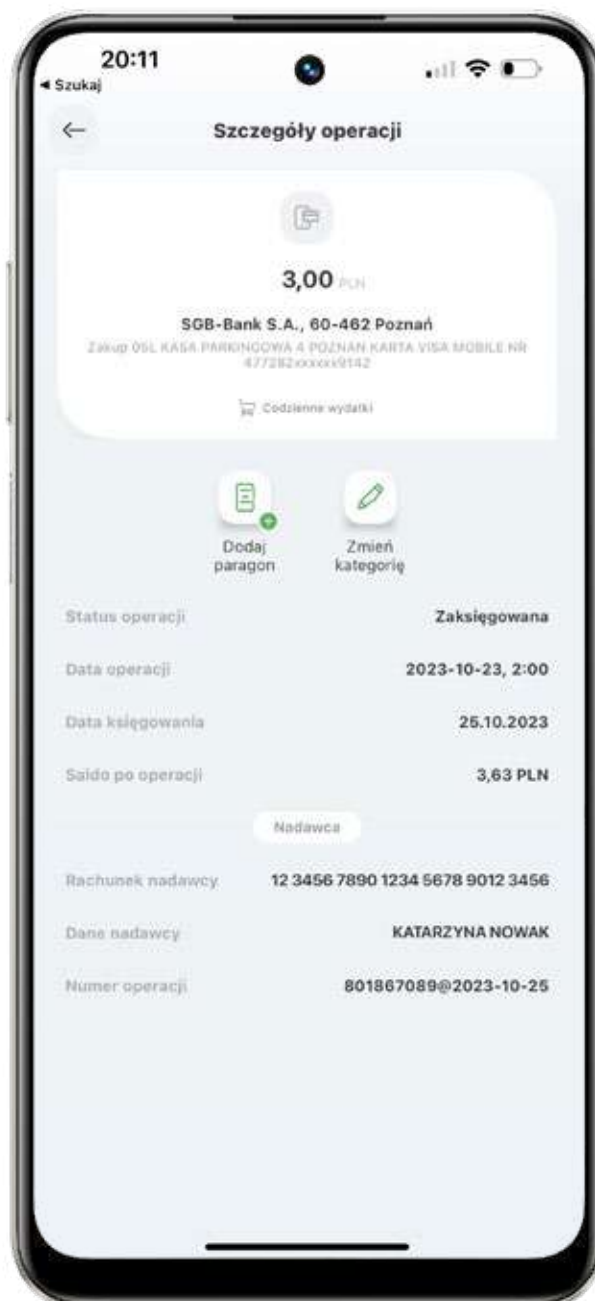 20:11
◀ Szukaj
Szczegóły operacji
3,00 PLN
SGB-Bank S.A., 60-462 Poznań
Zakup 05L KASA PARKINGOWA 4 POZNAN KARTA VISA MOBILE NR
477282xxxxxx9142
Codzienne wydatki
Dodaj paragon
Zmień kategorię
Status operacji Zaksięgowana
Data operacji 2023-10-23, 2:00
Data księgowania 25.10.2023
Saldo po operacji 3,63 PLN
Nadawca
Rachunek nadawcy 12 3456 7890 1234 5678 9012 3456
Dane nadawcy KATARZYNA NOWAK
Numer operacji 801867089@2023-10-25